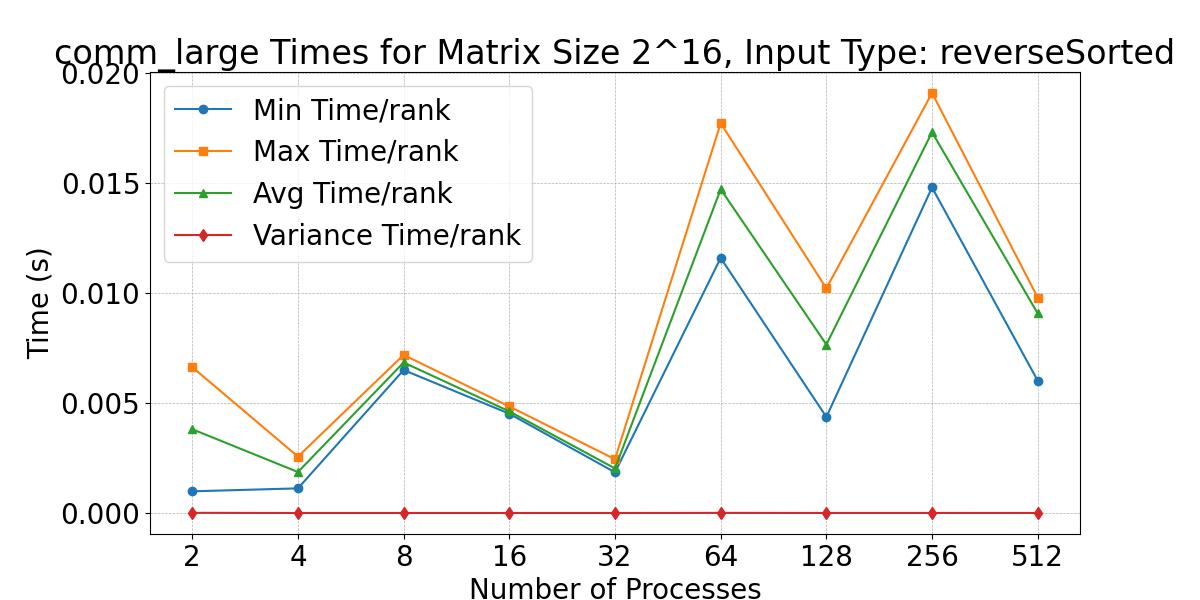 comm_large Times for Matrix Size 2^16, Input Type: reverseSorted
0.020
0.015
0.010
0.005
0.000
Time (s)
Min Time/rank
Max Time/rank
Avg Time/rank
Variance Time/rank
2 4 8 16 32 64 128 256 512
Number of Processes